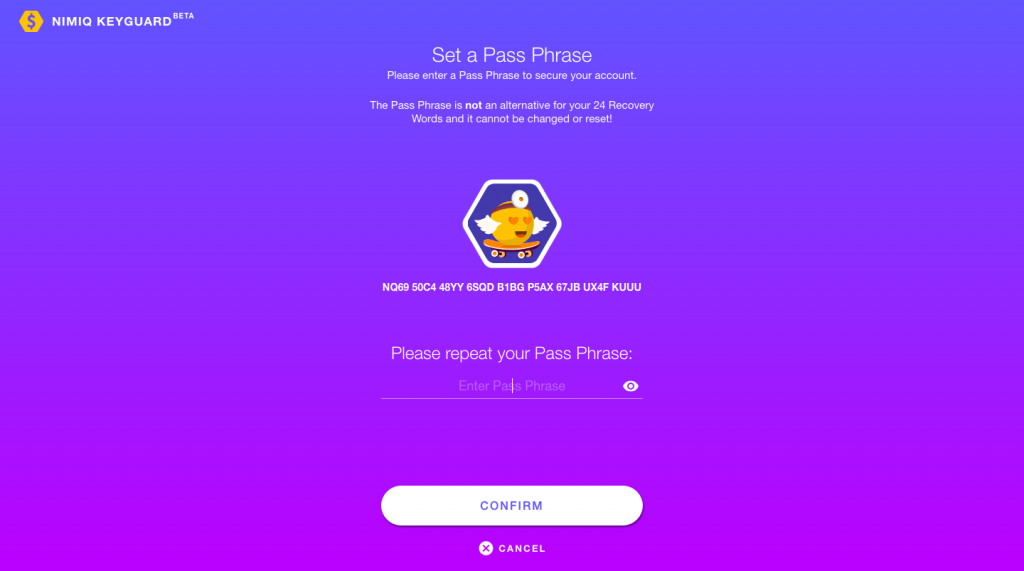 NIMIQ KEYGUARD BETA
Set a Pass Phrase
Please enter a Pass Phrase to secure your account.
The Pass Phrase is not an alternative for your 24 Recovery
Words and it cannot be changed or reset!
NQ69 50C4 48YY 6SQD B1BG P5AX 67JB UX4F KUUU
Please repeat your Pass Phrase:
Enter Pass Phrase
CONFIRM
CANCEL